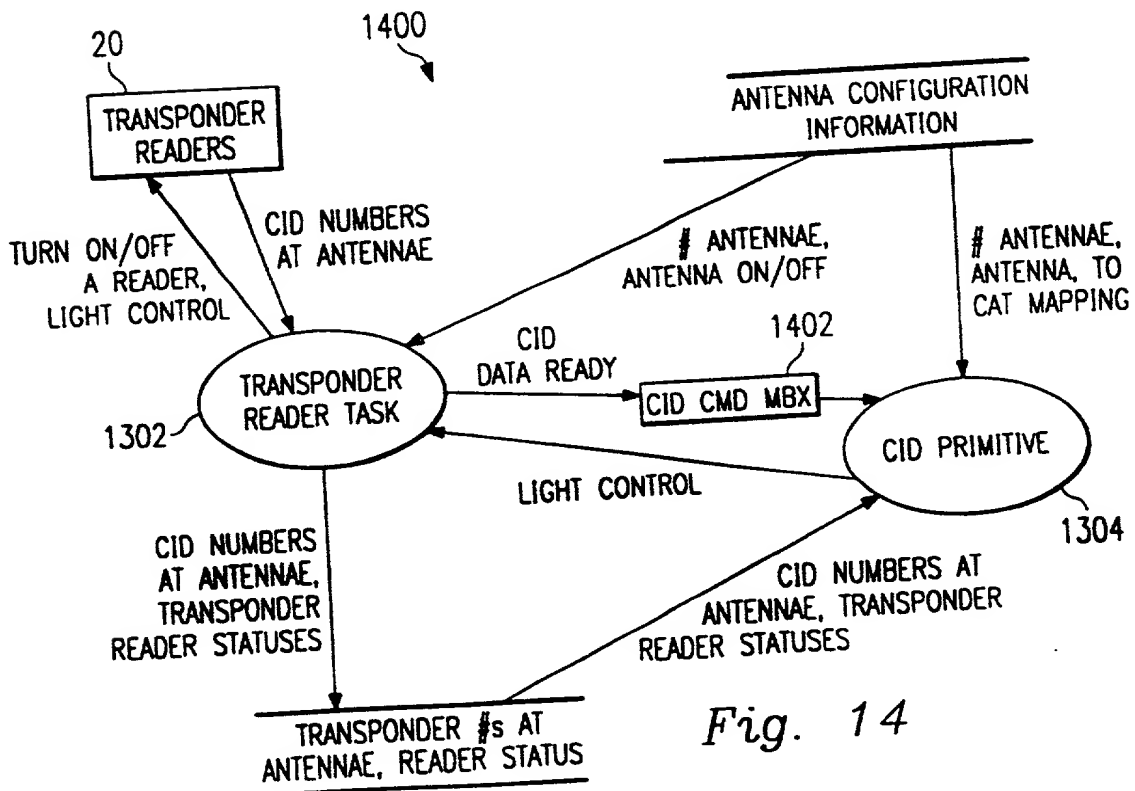 20
1400
TRANSPONDER
READERS
ANTENNA CONFIGURATION
INFORMATION
TURN ON/OFF
A READER,
LIGHT CONTROL
CID NUMBERS
AT ANTENNAE
# ANTENNAE,
ANTENNA ON/OFF
# ANTENNAE,
ANTENNA, TO
CAT MAPPING
TRANSPONDER
READER TASK
1302
CID
DATA READY
1402
CID CMD MBX
CID PRIMITIVE
1304
LIGHT CONTROL
CID NUMBERS
AT ANTENNAE,
TRANSPONDER
READER STATUSES
CID NUMBERS AT
ANTENNAE, TRANSPONDER
READER STATUSES
TRANSPONDER #s AT
ANTENNAE, READER STATUS
Fig. 14